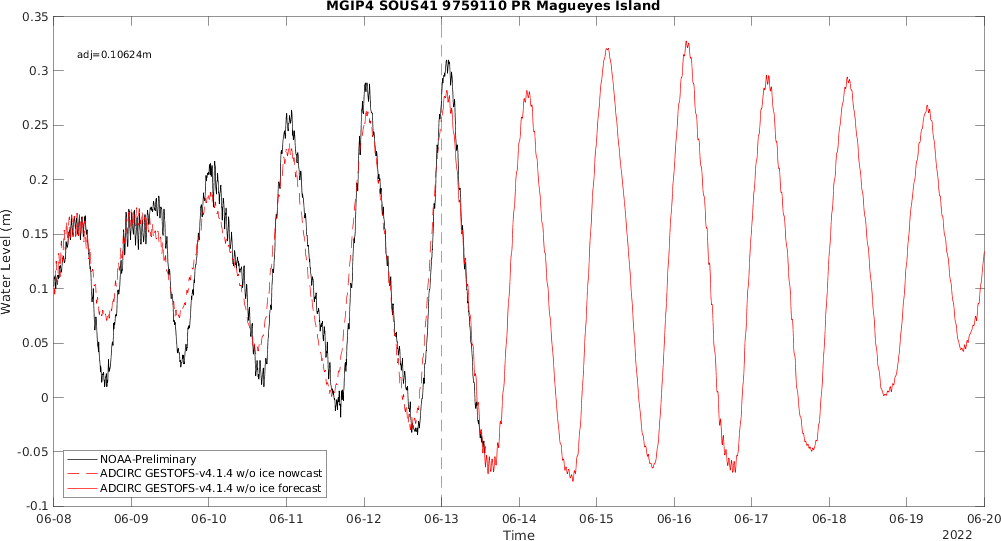 MGIP4 SOUS41 9759110 PR Magueyes Island
0.35
0.3
0.25
0.2
0.15
0.1
0.05
0
-0.05
-0.1
Water Level (m)
adj=0.10624m
NOAA-Preliminary
ADCIRC GESTOFS-v4.1.4 w/o ice nowcast
ADCIRC GESTOFS-v4.1.4 w/o ice forecast
06-08 06-09 06-10 06-11 06-12 06-13 06-14 06-15 06-16 06-17 06-18 06-19 06-20
Time
2022